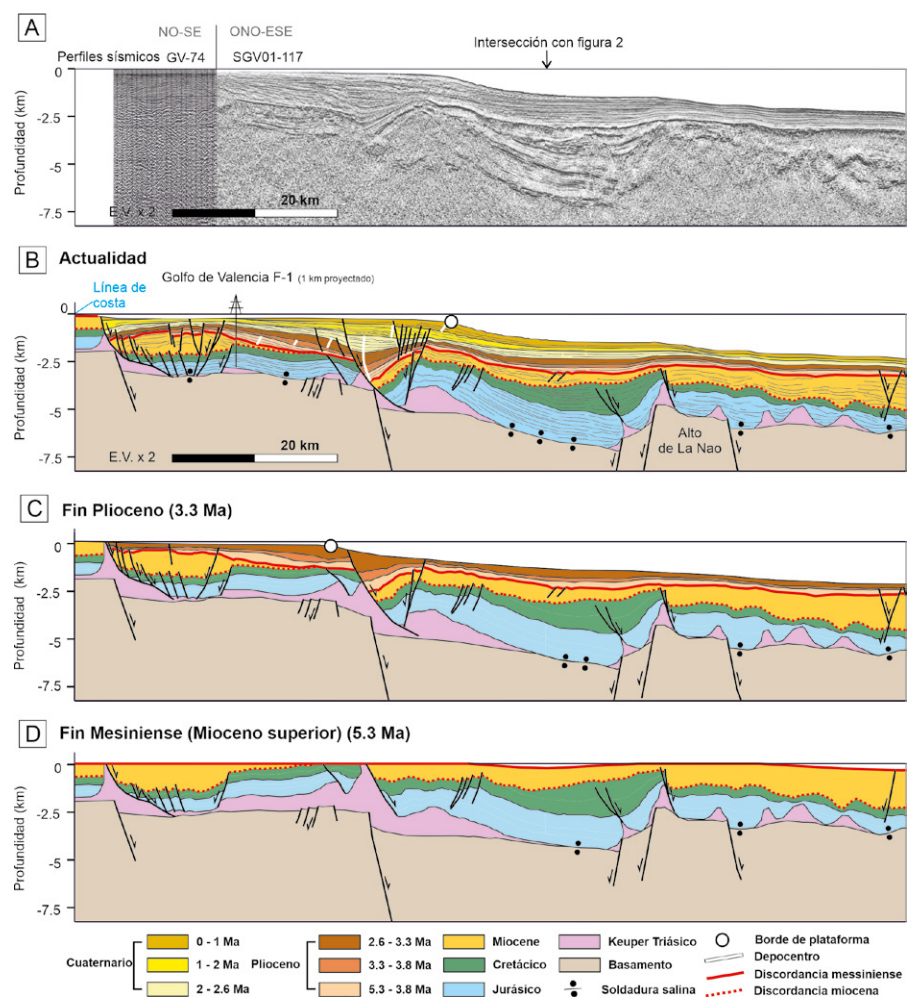 A
NO-SE
ONO-ESE
Perfiles sísmicos GV-74
SGV01-117
Intersección con figura 2
Profundidad (km)
0
-2.5
-5
-7.5
E.V. x 2
20 km
B Actualidad
Línea de costa
Golfo de Valencia F-1 (1 km proyectado)
Profundidad (km)
0
-2.5
-5
-7.5
E.V. x 2
20 km
Alto de La Nao
C Fin Plioceno (3.3 Ma)
Profundidad (km)
0
-2.5
-5
-7.5
D Fin Mesiniense (Mioceno superior) (5.3 Ma)
Profundidad (km)
0
-2.5
-5
-7.5
Cuaternario
0 - 1 Ma
1 - 2 Ma
2 - 2.6 Ma
Plioceno
2.6 - 3.3 Ma
3.3 - 3.8 Ma
5.3 - 3.8 Ma
Miocene
Cretácico
Jurásico
Keuper Triásico
Basamento
Soldadura salina
Borde de plataforma
Depocentro
Discordancia messiniense
Discordancia miocena